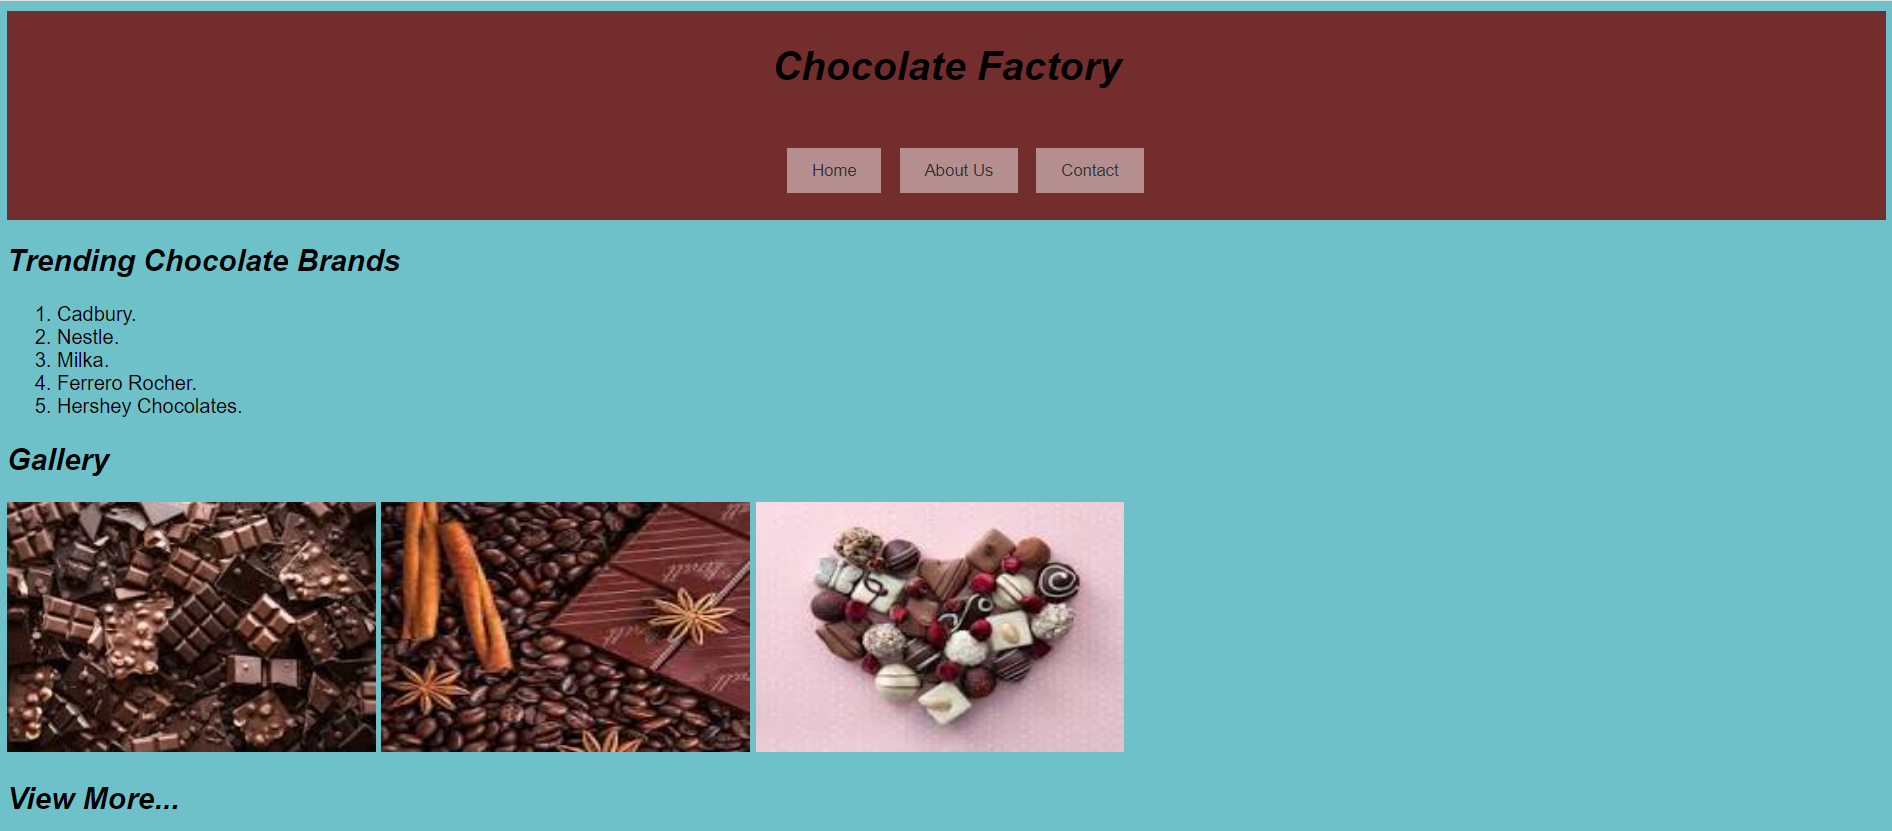 Chocolate Factory
Home
About Us
Contact
Trending Chocolate Brands
1. Cadbury.
2. Nestle.
3. Milka.
4. Ferrero Rocher.
5. Hershey Chocolates.
Gallery
View More...